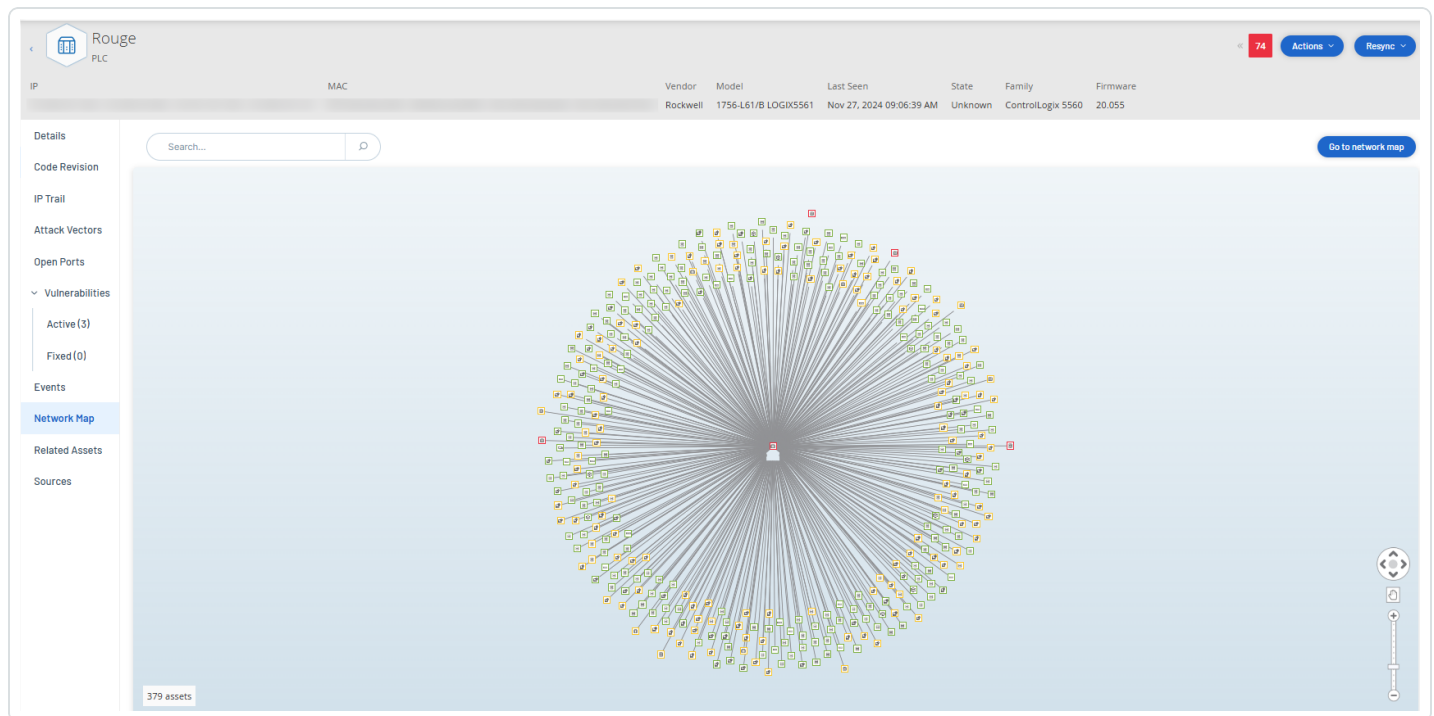 Rouge
PLC
74
Actions
Resync
IP MAC Vendor Model Last Seen State Family Firmware
Rockwell 1756-L61/B LOGIX5561 Nov 27, 2024 09:06:39 AM Unknown ControlLogix 5560 20.055
Details
Search...
Go to network map
Code Revision
IP Trail
Attack Vectors
Open Ports
Vulnerabilities
Active (3)
Fixed (0)
Events
Network Map
Related Assets
Sources
379 assets